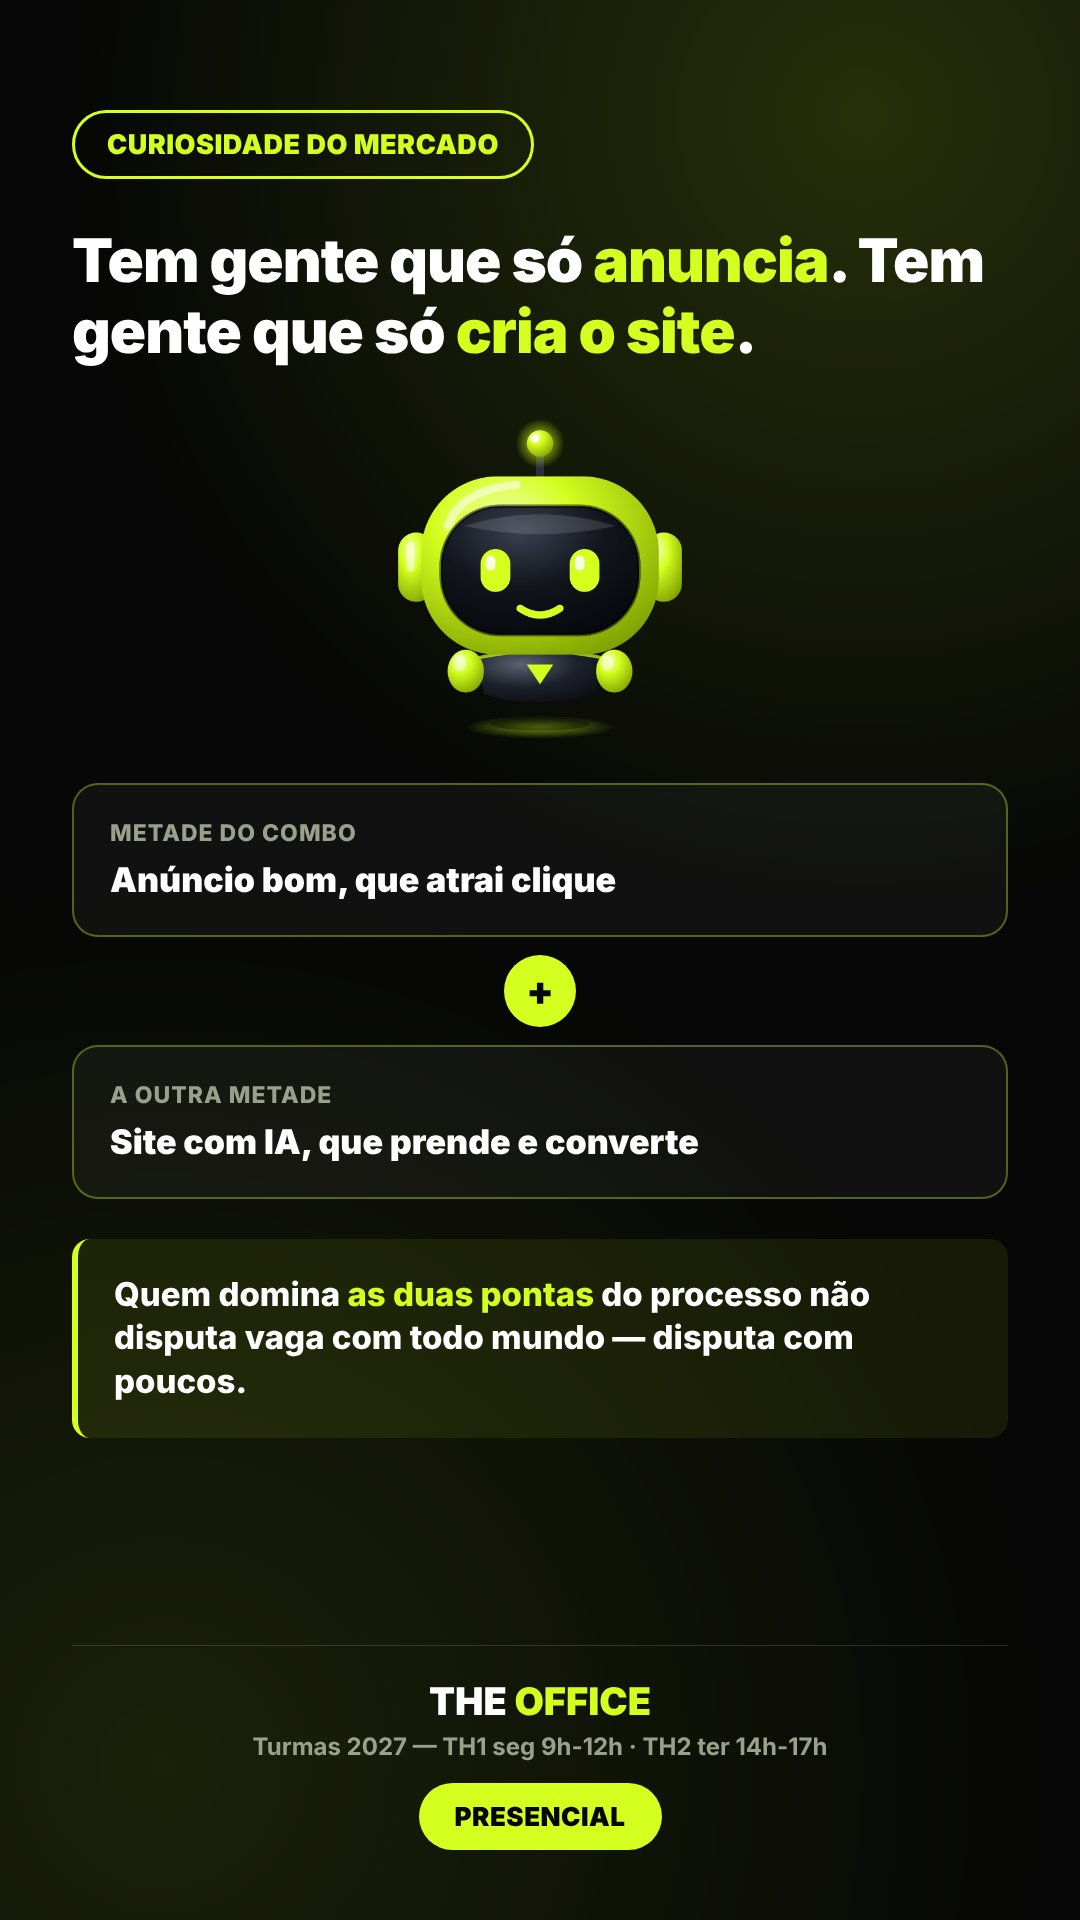 CURIOSIDADE DO MERCADO
Tem gente que só anuncia. Tem
gente que só cria o site.
METADE DO COMBO
Anúncio bom, que atrai clique
+
A OUTRA METADE
Site com IA, que prende e converte
Quem domina as duas pontas do processo não
disputa vaga com todo mundo — disputa com
poucos.
THE OFFICE
Turmas 2027 — TH1 seg 9h-12h · TH2 ter 14h-17h
PRESENCIAL